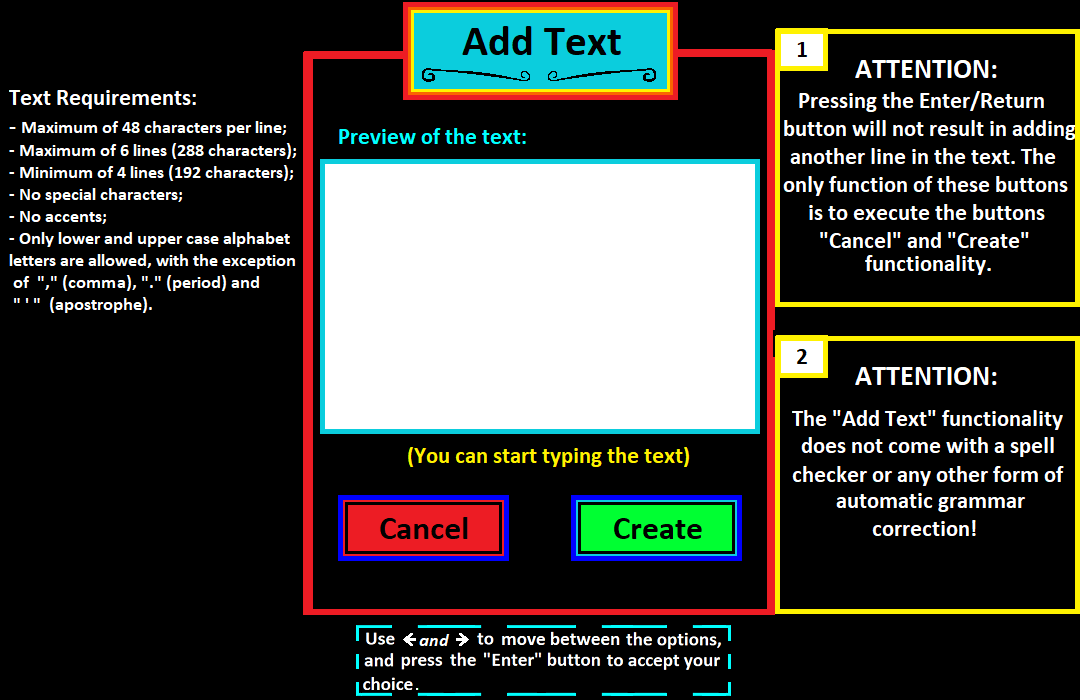 Add Text
Text Requirements:
- Maximum of 48 characters per line;
- Maximum of 6 lines (288 characters);
- Minimum of 4 lines (192 characters);
- No special characters;
- No accents;
- Only lower and upper case alphabet
letters are allowed, with the exception
of "," (comma), "." (period) and
" ' " (apostrophe).
Preview of the text:
(You can start typing the text)
Cancel
Create
Use ← and → to move between the options,
and press the "Enter" button to accept your
choice.
1
ATTENTION:
Pressing the Enter/Return
button will not result in adding
another line in the text. The
only function of these buttons
is to execute the buttons
"Cancel" and "Create"
functionality.
2
ATTENTION:
The "Add Text" functionality
does not come with a spell
checker or any other form of
automatic grammar
correction!